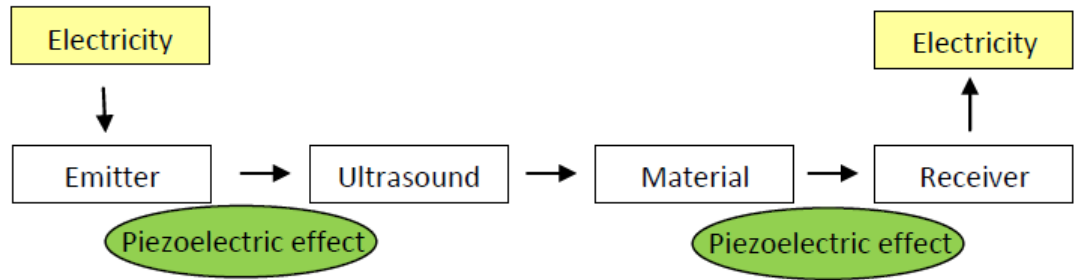 Electricity
Electricity
Emitter
Ultrasound
Material
Receiver
Piezoelectric effect
Piezoelectric effect